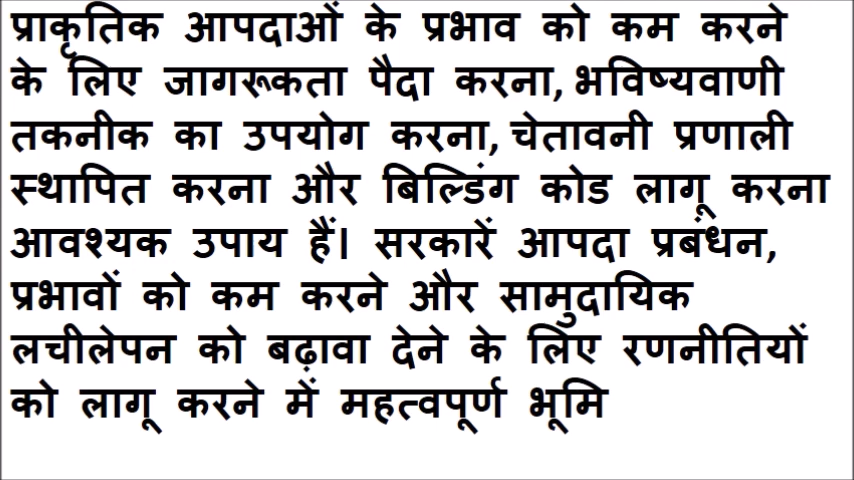 प्राकृतिक आपदाओं के प्रभाव को कम करने
के लिए जागरूकता पैदा करना, भविष्यवाणी
तकनीक का उपयोग करना, चेतावनी प्रणाली
स्थापित करना और बिल्डिंग कोड लागू करना
आवश्यक उपाय हैं। सरकारें आपदा प्रबंधन,
प्रभावों को कम करने और सामुदायिक
लचीलेपन को बढ़ावा देने के लिए रणनीतियों
को लागू करने में महत्वपूर्ण भूमि